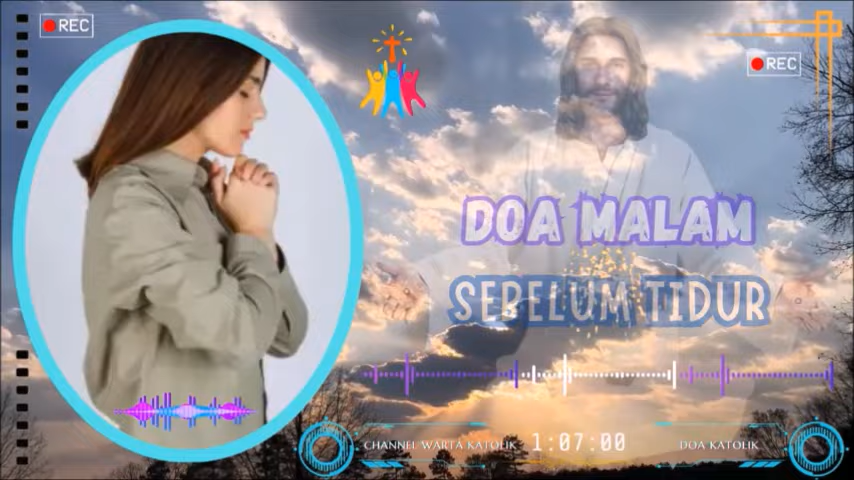 REC
REC
DOA MALAM
SEBELUM TIDUR
CHANNEL WARTA KATOLIK
1:07:00
DOA KATOLIK